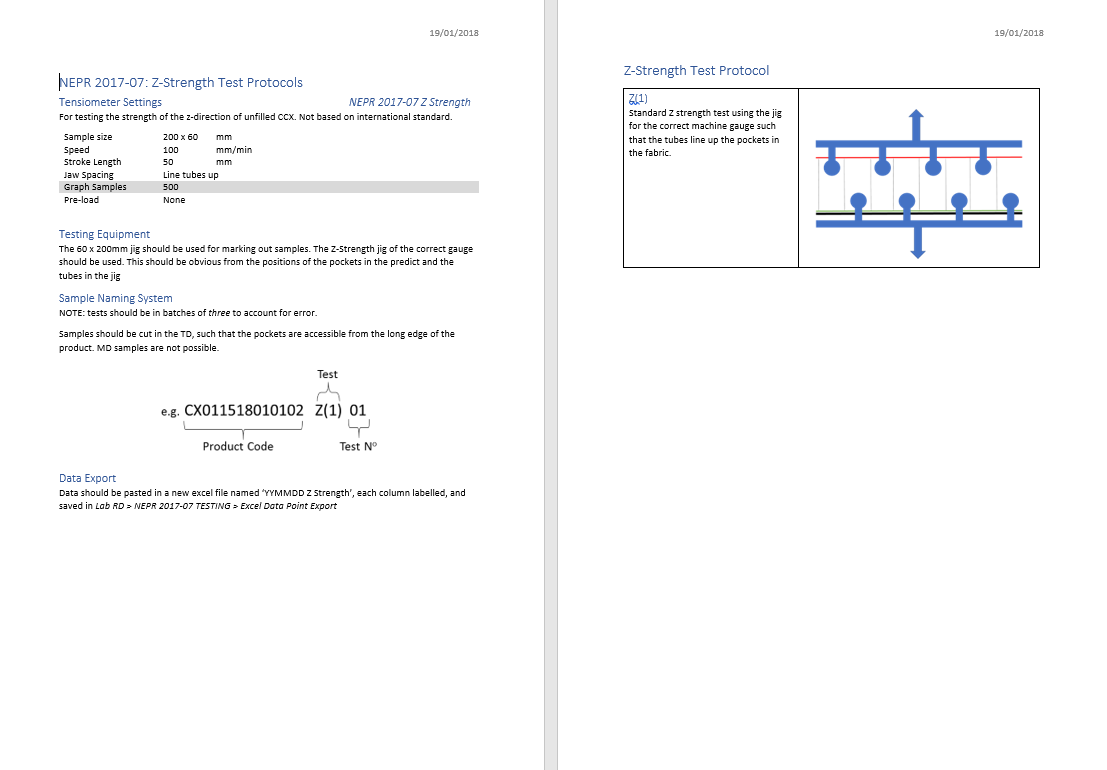 19/01/2018
NEPR 2017-07: Z-Strength Test Protocols
Tensiometer Settings NEPR 2017-07 Z Strength
For testing the strength of the z-direction of unfilled CCX. Not based on international standard.
Sample size 200 x 60 mm
Speed 100 mm/min
Stroke Length 50 mm
Jaw Spacing Line tubes up
Graph Samples 500
Pre-load None
Testing Equipment
The 60 x 200mm jig should be used for marking out samples. The Z-Strength jig of the correct gauge
should be used. This should be obvious from the positions of the pockets in the predict and the
tubes in the jig
Sample Naming System
NOTE: tests should be in batches of three to account for error.
Samples should be cut in the TD, such that the pockets are accessible from the long edge of the
product. MD samples are not possible.
Test
e.g. CX011518010102 Z(1) 01
Product Code Test Nº
Data Export
Data should be pasted in a new excel file named ‘YYMMDD Z Strength’, each column labelled, and
saved in Lab RD > NEPR 2017-07 TESTING > Excel Data Point Export
19/01/2018
Z-Strength Test Protocol
Z(1)
Standard Z strength test using the jig
for the correct machine gauge such
that the tubes line up the pockets in
the fabric.